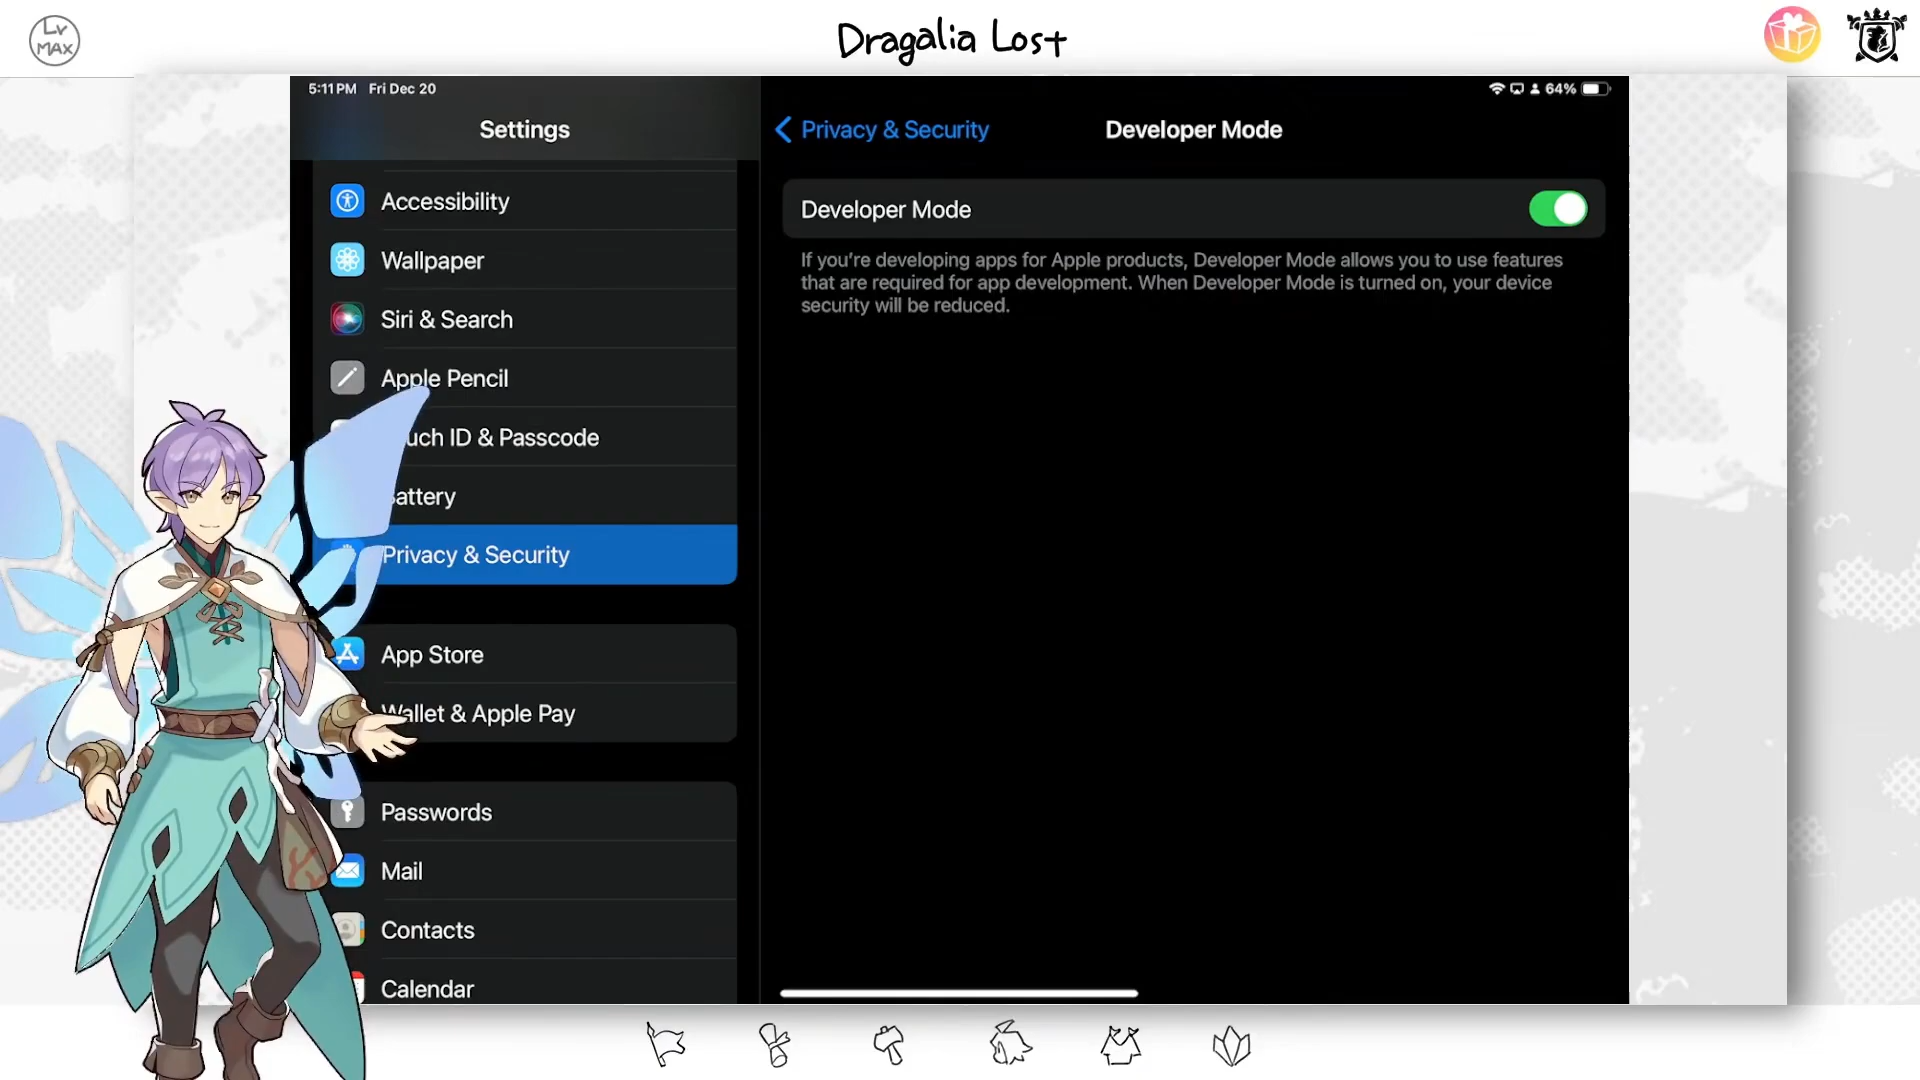 Lv
MAX
Dragalia Lost
5:11 PM Fri Dec 20
64%
Settings
Privacy & Security
Developer Mode
Accessibility
Wallpaper
Siri & Search
Apple Pencil
uch ID & Passcode
attery
Privacy & Security
App Store
Wallet & Apple Pay
Passwords
Mail
Contacts
Calendar
Developer Mode
If you're developing apps for Apple products, Developer Mode allows you to use features
that are required for app development. When Developer Mode is turned on, your device
security will be reduced.